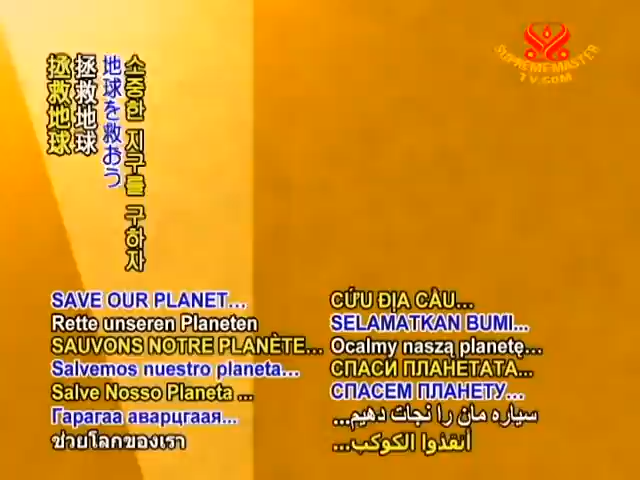 SUPREME MASTER
TV.COM
拯救地球
拯救地球
地球を救おう
소중한 지구를 구하자
SAVE OUR PLANET...
Rette unseren Planeten
SAUVONS NOTRE PLANÈTE...
Salvemos nuestro planeta...
Salve Nosso Planeta ...
Гарагаа аварцгаая...
ช่วยโลกของเรา
CỨU ĐỊA CẦU...
SELAMATKAN BUMI...
Ocalmy naszą planetę...
СПАСИ ПЛАНЕТАТА...
СПАСЕМ ПЛАНЕТУ...
سیاره مان را نجات دهیم...
أنقذوا الكوكب...